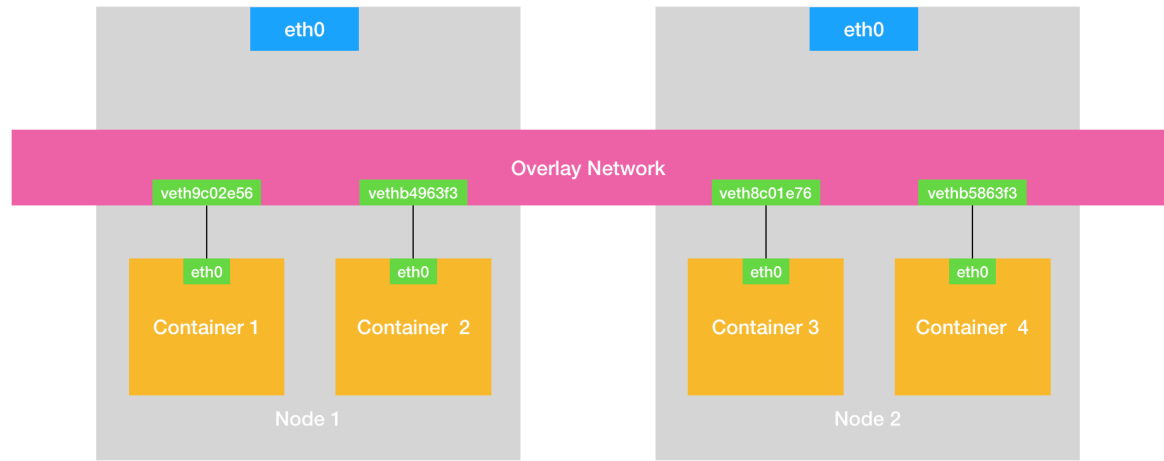 eth0
eth0
Overlay Network
veth9c02e56
vethb4963f3
veth8c01e76
vethb5863f3
eth0
eth0
eth0
eth0
Container 1
Container 2
Container 3
Container 4
Node 1
Node 2